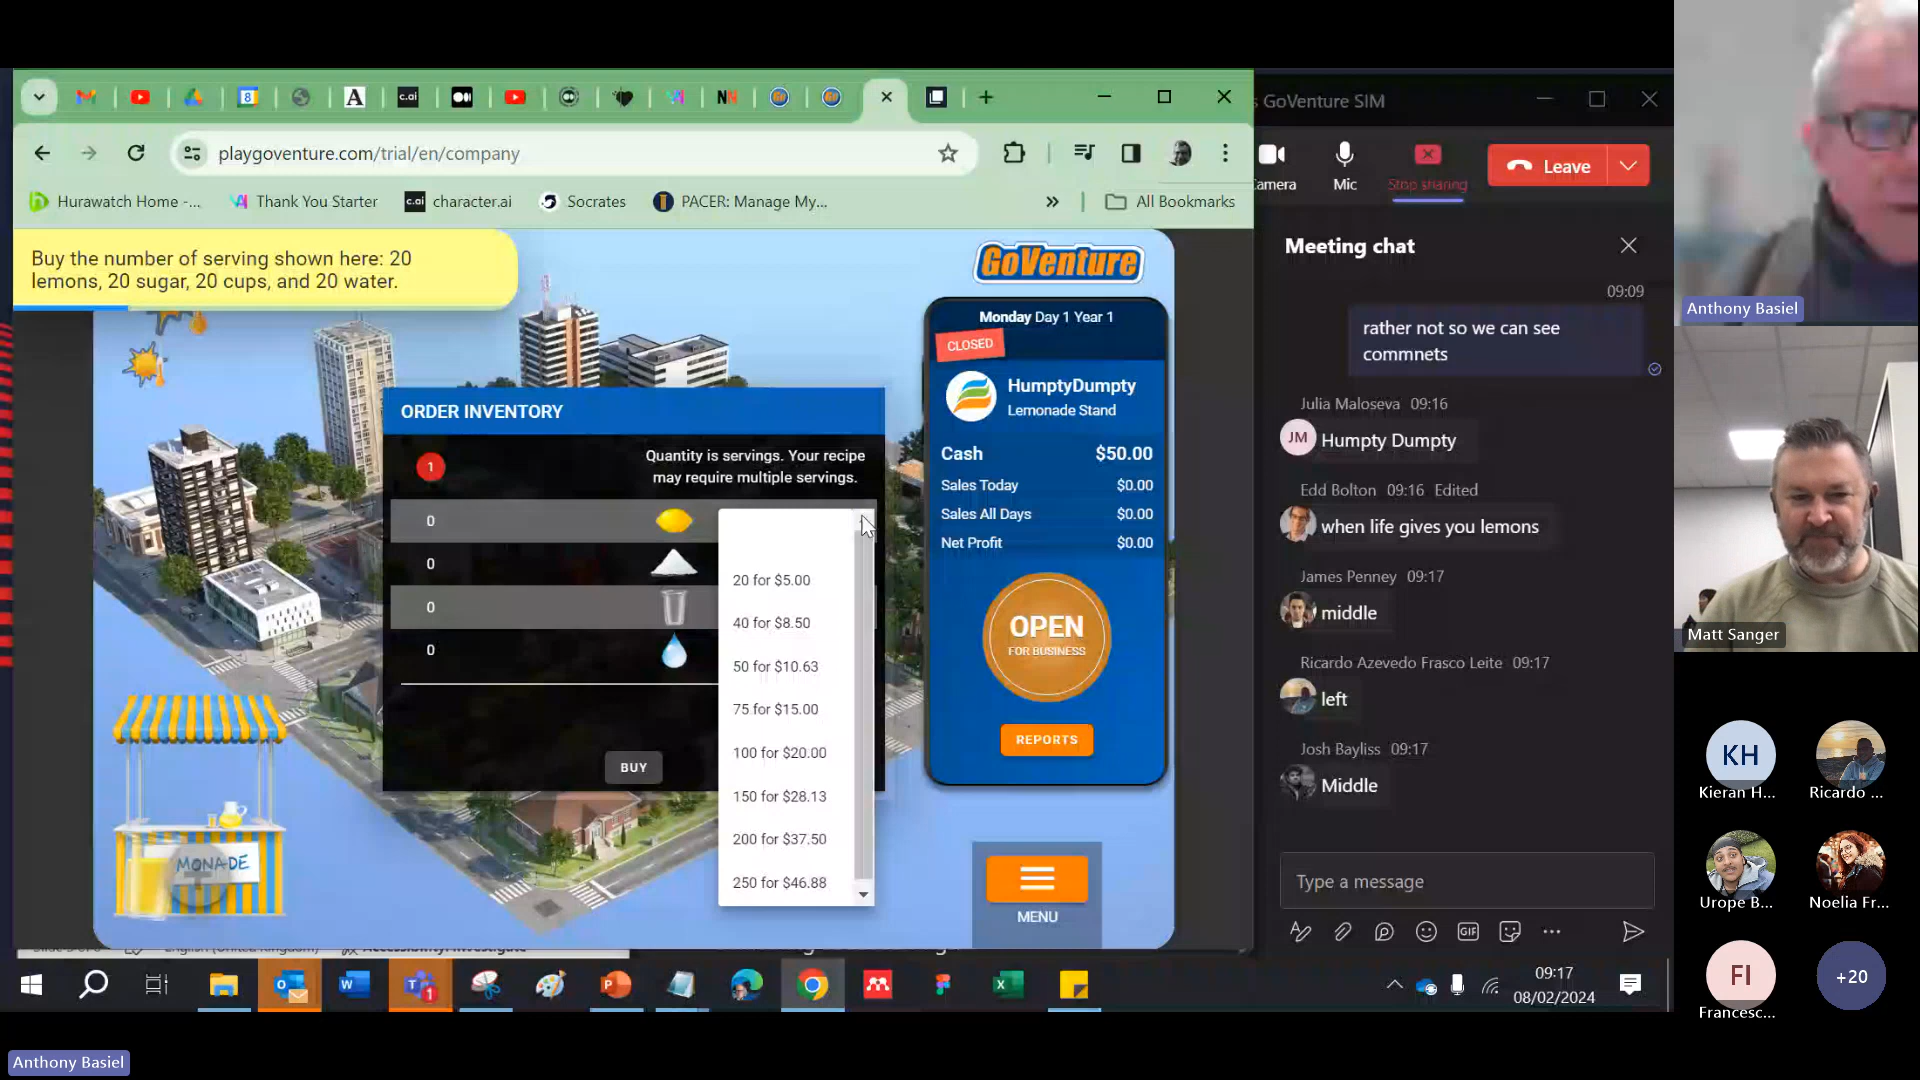 playgoventure.com/trial/en/company
Hurawatch Home -...
Thank You Starter
c.ai
character.ai
Socrates
PACER: Manage My...
All Bookmarks
Buy the number of serving shown here: 20
lemons, 20 sugar, 20 cups, and 20 water.
GoVenture
Monday Day 1 Year 1
CLOSED
HumptyDumpty
Lemonade Stand
Cash $50.00
Sales Today $0.00
Sales All Days $0.00
Net Profit $0.00
OPEN
FOR BUSINESS
REPORTS
MENU
ORDER INVENTORY
1
Quantity is servings. Your recipe
may require multiple servings.
0
0
0
0
20 for $5.00
40 for $8.50
50 for $10.63
75 for $15.00
100 for $20.00
150 for $28.13
200 for $37.50
250 for $46.88
BUY
MONADE
s GoVenture SIM
Camera
Mic
Stop sharing
Leave
Meeting chat
09:09
rather not so we can see
commnets
Julia Maloseva 09:16
JM
Humpty Dumpty
Edd Bolton 09:16 Edited
when life gives you lemons
James Penney 09:17
middle
Ricardo Azevedo Frasco Leite 09:17
left
Josh Bayliss 09:17
Middle
Type a message
GIF
09:17
08/02/2024
Anthony Basiel
Matt Sanger
KH
Kieran H...
Ricardo ...
Urope B...
Noelia Fr...
FI
Francesc...
+20
Anthony Basiel